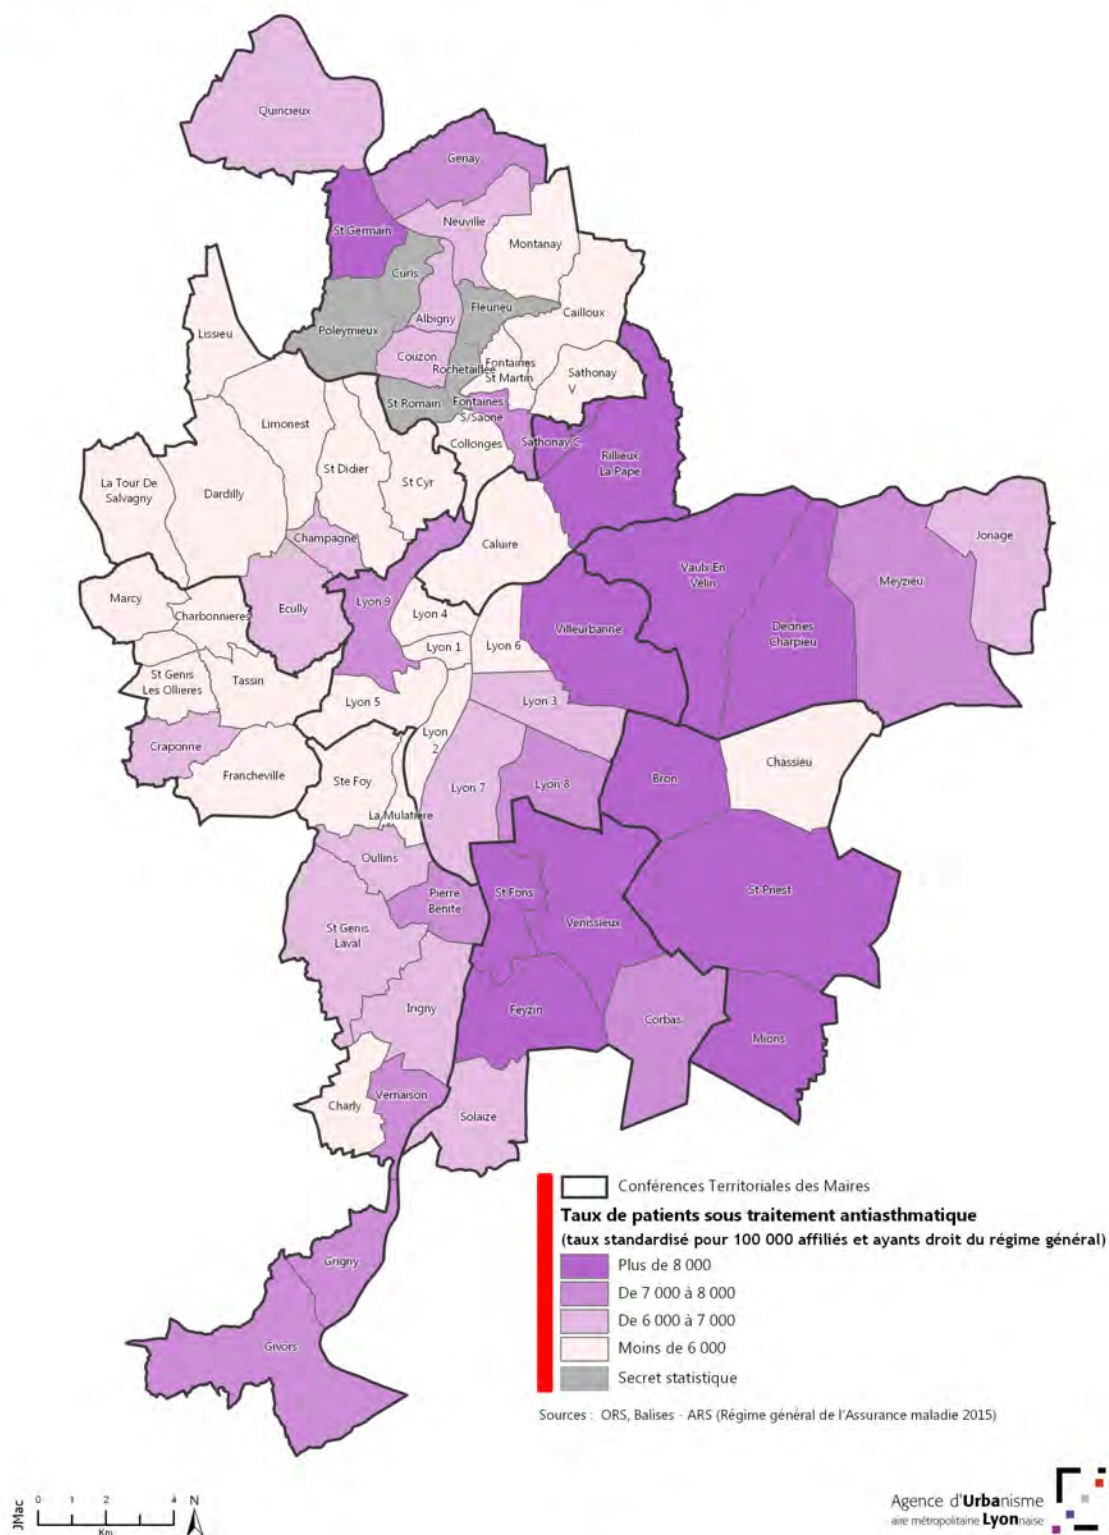 Quincieux
Genay
St Germain
Neuville
Montanay
Curis
Fleurieu
Cailloux
Albigny
Poleymieux
Lissieu
Couzon
Rochetaillée
Fontaines
St Martin
Sathonay
V.
St Romain
Fontaines
S/Saône
Limonest
Collonges
Sathonay C.
Rillieux
La Pape
St Didier
St Cyr
La Tour De
Salvagny
Dardilly
Champagne
Caluire
Jonage
Vaulx En
Velin
Meyzieu
Marcy
Charbonnieres
Ecully
Lyon 9
Lyon 4
Villeurbanne
Decines
Charpieu
Lyon 1
Lyon 6
St Genis
Les Ollieres
Tassin
Lyon 5
Lyon 3
Lyon
2
Craponne
Francheville
Ste Foy
Lyon 7
Lyon 8
Bron
Chassieu
La Mulatiere
Oullins
Pierre
Benite
St Fons
St Priest
St Genis
Laval
Venissieux
Irigny
Feyzin
Corbas
Mions
Charly
Vernaison
Solaize
Grigny
Givors
Conférences Territoriales des Maires
Taux de patients sous traitement antiasthmatique
(taux standardisé pour 100 000 affiliés et ayants droit du régime général)
Plus de 8 000
De 7 000 à 8 000
De 6 000 à 7 000
Moins de 6 000
Secret statistique
Sources : ORS, Balises - ARS (Régime général de l'Assurance maladie 2015)
JMac
0 1 2 4 N
Km
Agence d'Urbanisme
aire métropolitaine Lyonnaise